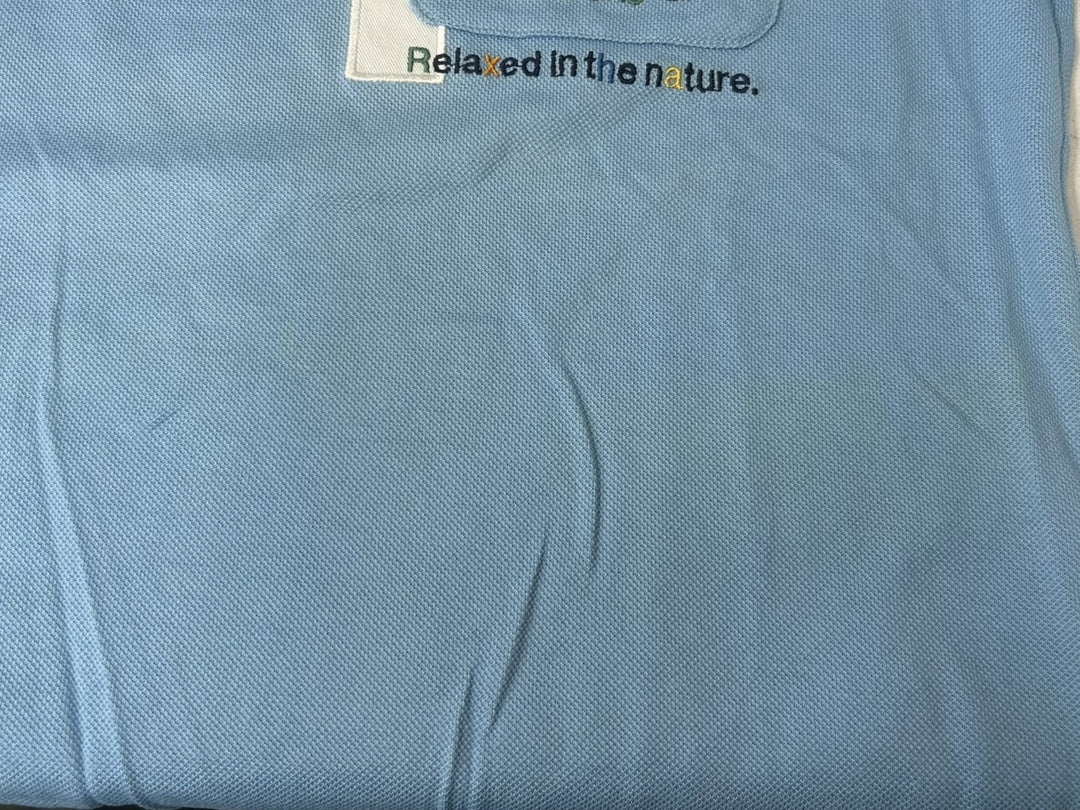 Relaxed in the nature.